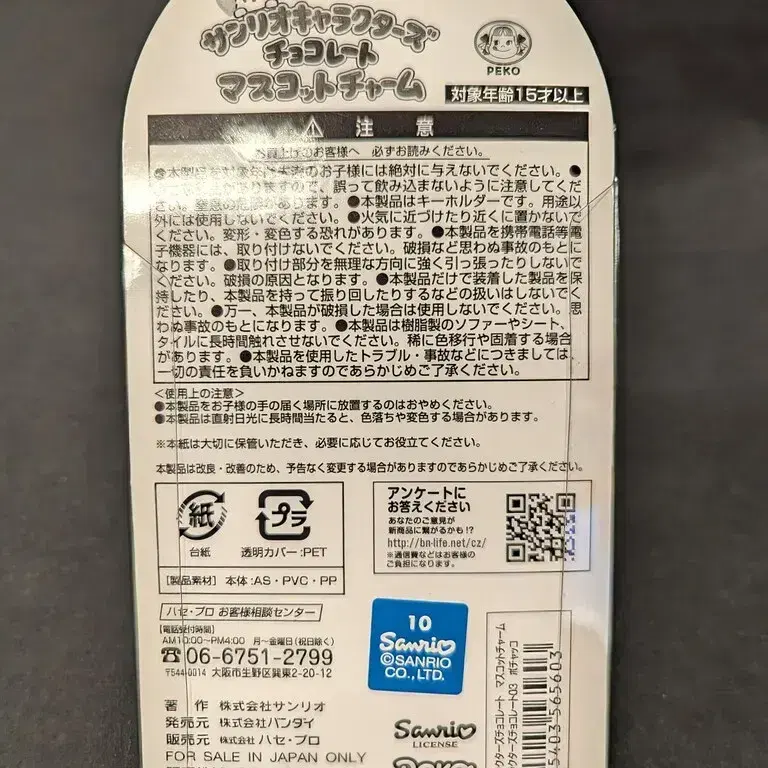 サンリオキャラクターズ
チョコレート
マスコットチャーム
PEKO
対象年齢15才以上
⚠ 注 意
お買上げのお客様へ 必ずお読みください。
のお子様には絶対に与えないでください。●
ので、誤って飲み込まないように注意してくだ
さい。窒息の危険があります。●本製品はキーホルダーです。用途以
外には使用しないでください。●火気に近づけたり近くに置かないで
ください。変形・変色する恐れがあります。●本製品を携帯電話等電
子機器には、取り付けないでください。破損など思わぬ事故のもとに
なります。●取り付け部分を無理な方向に強く引っ張ったりしないで
ください。破損の原因となります。●本製品だけで装着した製品を保
持したり、本製品を持って振り回したりするなどの扱いはしないでく
ださい。●万一、本製品が破損した場合は使用しないでください。思
わぬ事故のもとになります。●本製品は樹脂製のソファーやシート、
タイルに長時間触れさせないでください。稀に色移行や固着する場合
があります。●本製品を使用したトラブル・事故などにつきましては、
一切の責任を負いかねますのであらかじめご了承ください。
<使用上の注意>
●本製品をお子様の手の届く場所に放置するのはおやめください。
●本製品は直射日光に長時間当たると、色落ちや変色する場合があります。
※本紙は大切に保管いただき、必要に応じてお役立てください。
本製品は改良・改善のため、予告なく変更する場合がありますのであらかじめご了承ください。
紙
台紙
プラ
透明カバー:PET
[製品素材] 本体:AS・PVC・PP
アンケートに
お答えください
あなたのご意見が
新商品に繋がるかも!?
http://bn-life.net/cz/
※通信費などはお客様の
ご負担になります。
ハセ・プロ お客様相談センター
[電話受付時間]
AM10:00~PM4:00 月~金曜日(祝日除く)
☎06-6751-2799
〒544-0014 大阪市生野区巽東2-20-12
10
Sanrio
©SANRIO
CO., LTD.
著 作 株式会社サンリオ
発売元 株式会社バンダイ
販売元 株式会社 ハセ・プロ
FOR SALE IN JAPAN ONLY
Sanrio
LICENSE
マスコットチャーム
ポチャッコ
5403 565603